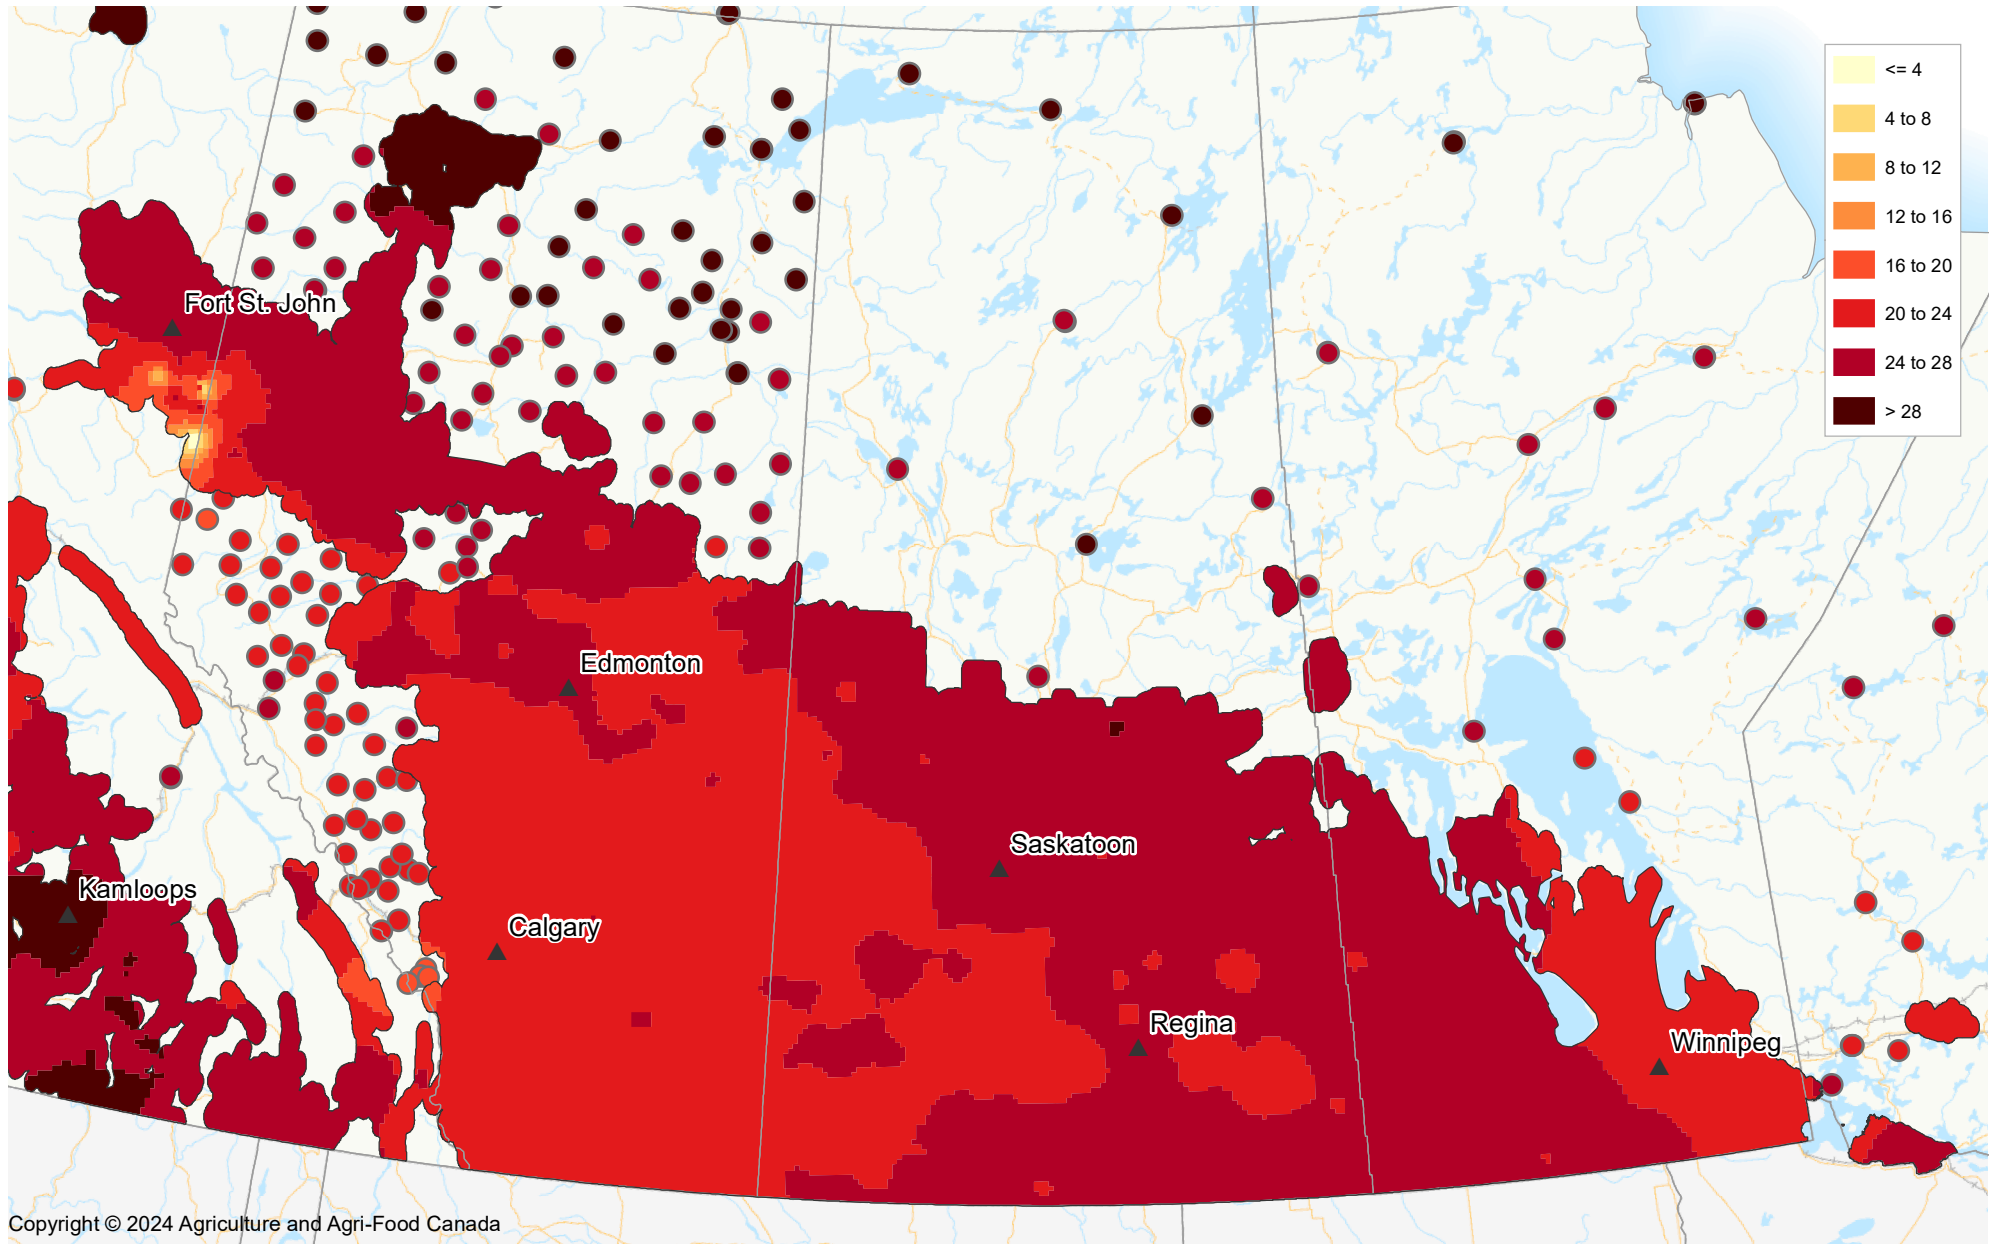 <= 4
4 to 8
8 to 12
12 to 16
16 to 20
20 to 24
24 to 28
> 28
Fort St. John
Edmonton
Saskatoon
Kamloops
Calgary
Regina
Winnipeg
Copyright © 2024 Agriculture and Agri-Food Canada